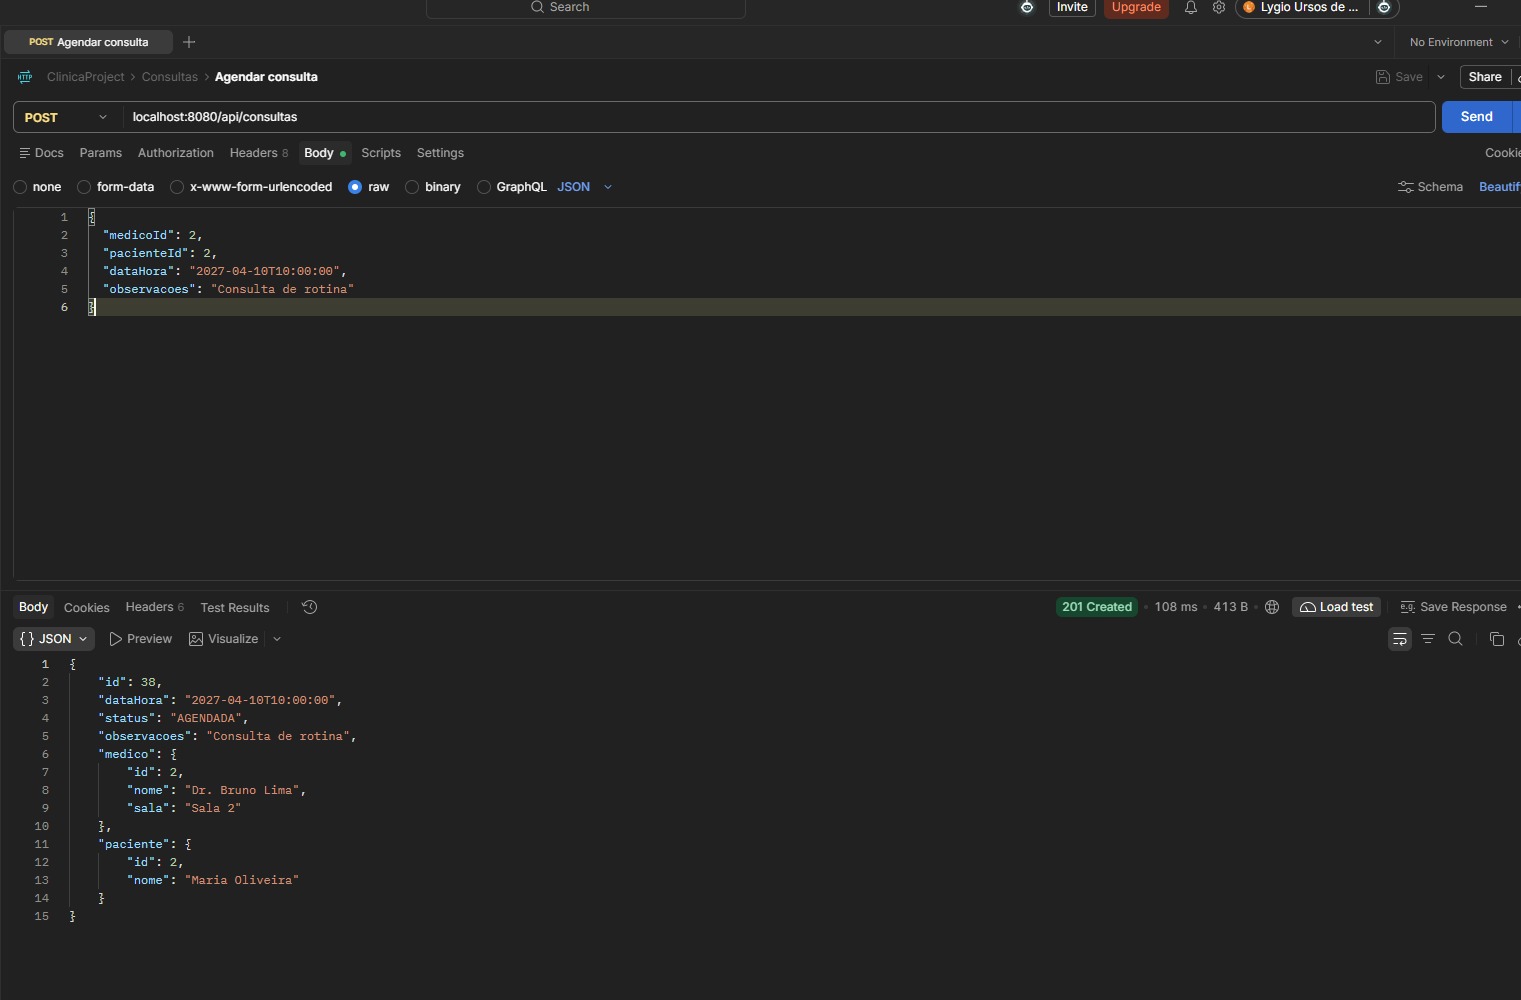 Search
Invite
Upgrade
Lygio Ursos de ...
POST Agendar consulta
No Environment
HTTP
ClinicaProject > Consultas > Agendar consulta
Save
Share
POST
localhost:8080/api/consultas
Send
Docs
Params
Authorization
Headers 8
Body
Scripts
Settings
Cookie
none
form-data
x-www-form-urlencoded
raw
binary
GraphQL
JSON
Schema
Beautif
1 {
2 "medicoId": 2,
3 "pacienteId": 2,
4 "dataHora": "2027-04-10T10:00:00",
5 "observacoes": "Consulta de rotina"
6 }
Body
Cookies
Headers 6
Test Results
201 Created
108 ms
413 B
Load test
e.g. Save Response
{} JSON
Preview
Visualize
1 {
2 "id": 38,
3 "dataHora": "2027-04-10T10:00:00",
4 "status": "AGENDADA",
5 "observacoes": "Consulta de rotina",
6 "medico": {
7 "id": 2,
8 "nome": "Dr. Bruno Lima",
9 "sala": "Sala 2"
10 },
11 "paciente": {
12 "id": 2,
13 "nome": "Maria Oliveira"
14 }
15 }